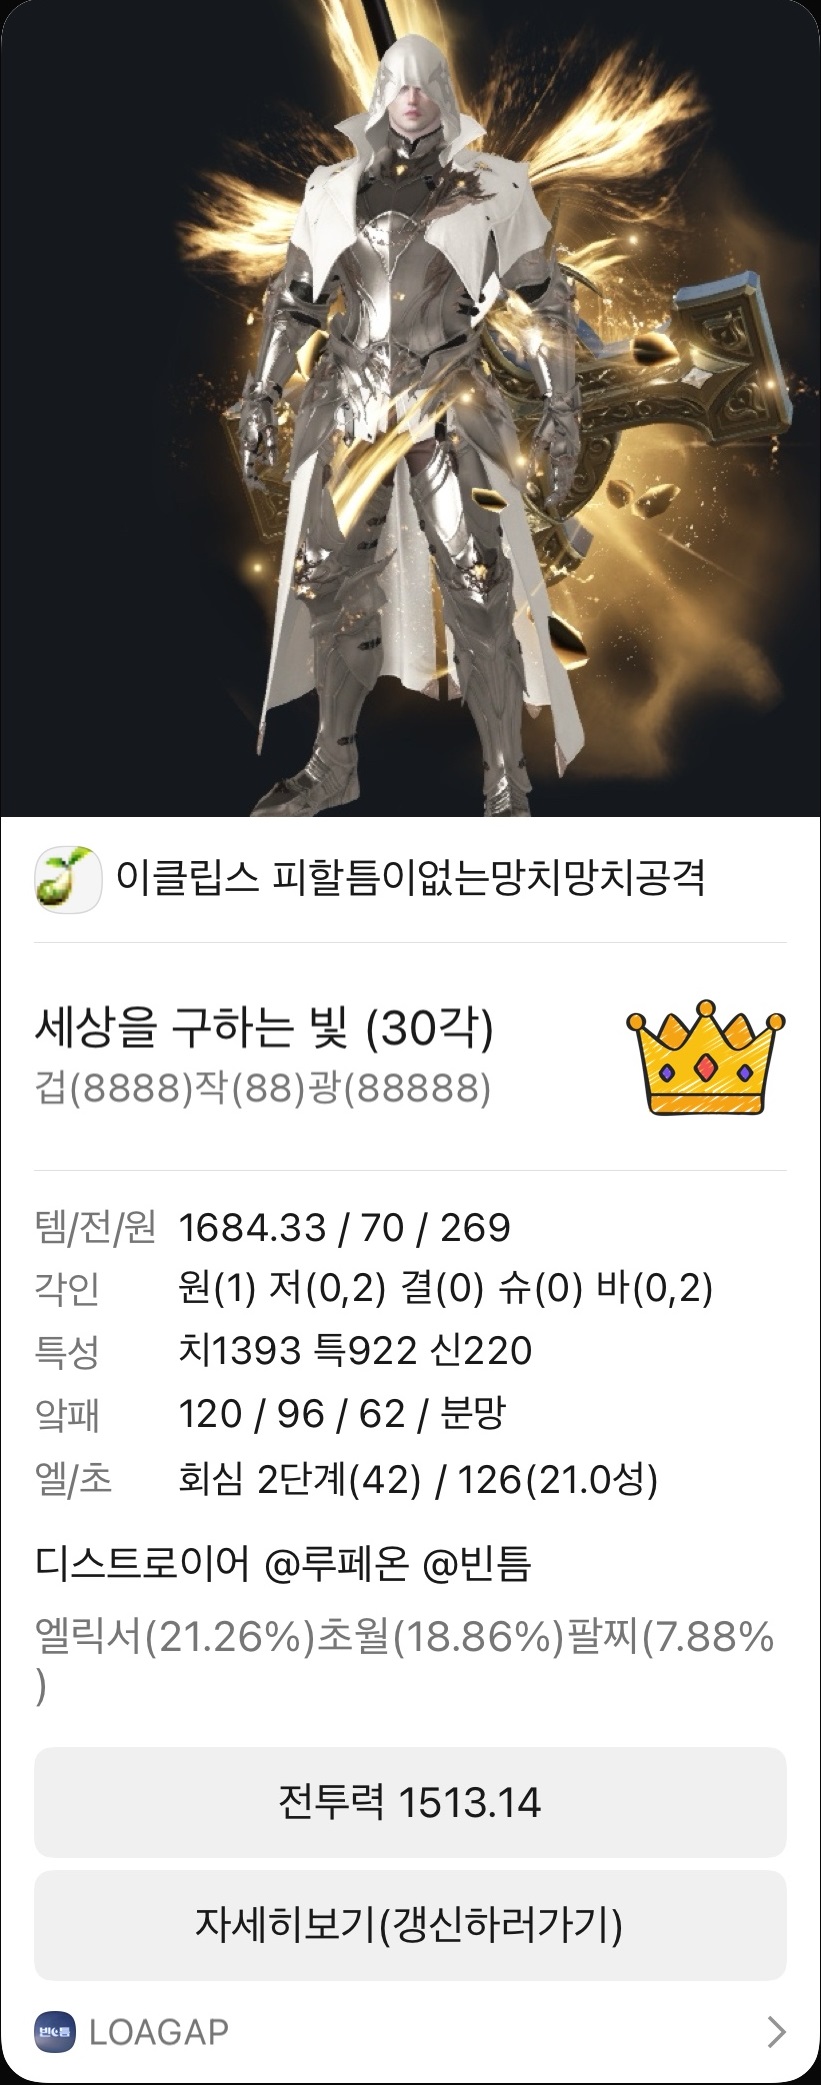 이클립스 피할틈이없는망치망치공격
세상을 구하는 빛 (30각)
겁(8888)작(88)광(88888)
템/전/원 1684.33 / 70 / 269
각인 원(1) 저(0,2) 결(0) 슈(0) 바(0,2)
특성 치1393 특922 신220
앜패 120 / 96 / 62 / 분망
엘/초 회심 2단계(42) / 126(21.0성)
디스트로이어 @루페온 @빈틈
엘릭서(21.26%)초월(18.86%)팔찌(7.88%
)
전투력 1513.14
자세히보기(갱신하러가기)
빈틈 LOAGAP